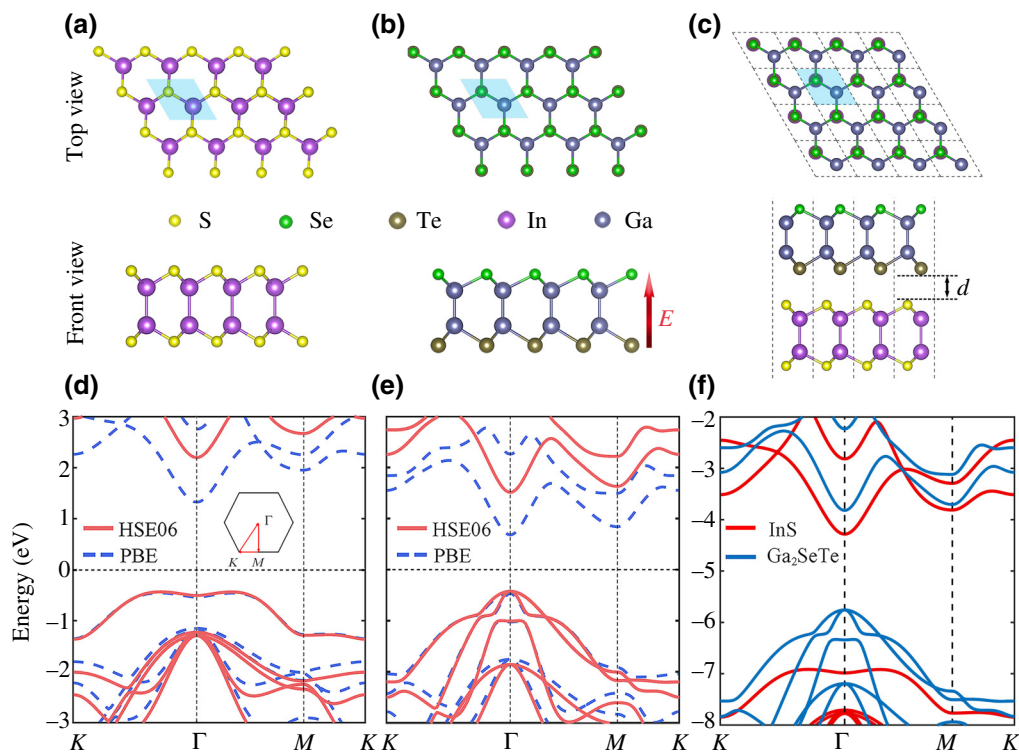 (a) (b) (c)
Top view
S Se Te In Ga
Front view
E
d
(d) (e) (f)
Energy (eV)
3
2
1
0
−1
−2
−3
HSE06
PBE
Γ
K M
K Γ M K
HSE06
PBE
K Γ M K
−2
−3
−4
−5
−6
−7
−8
InS
Ga₂SeTe
K Γ M K